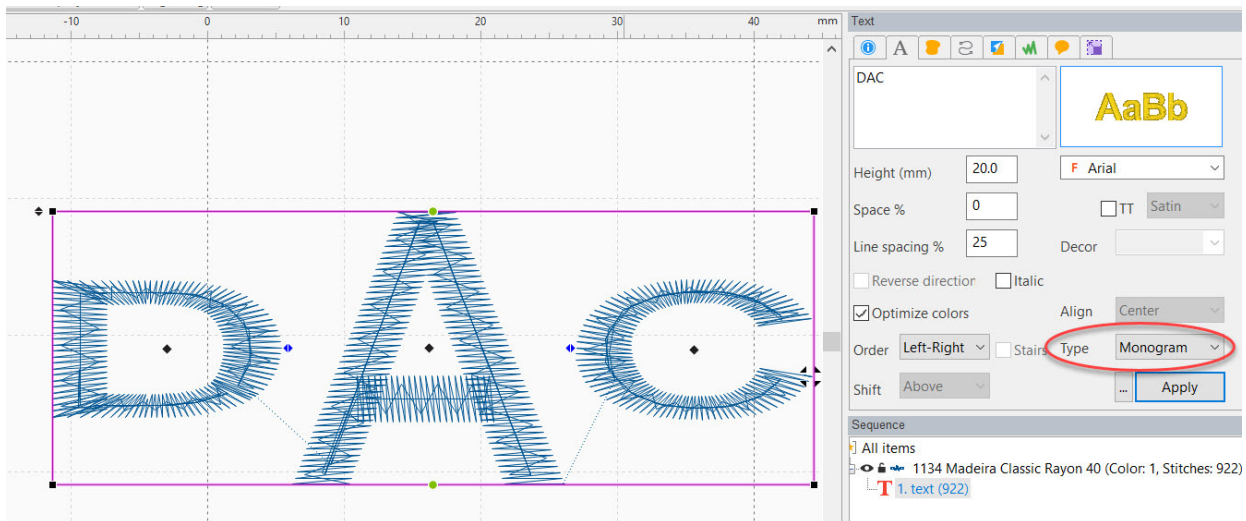 -10 0 10 20 30 40 mm
Text
A
DAC
AaBb
Height (mm) 20.0 F Arial
Space % 0 TT Satin
Line spacing % 25 Decor
Reverse direction Italic
Optimize colors Align Center
Order Left-Right Stairs Type Monogram
Shift Above ... Apply
Sequence
All items
1134 Madeira Classic Rayon 40 (Color: 1, Stitches: 922)
T 1. text (922)
DAC